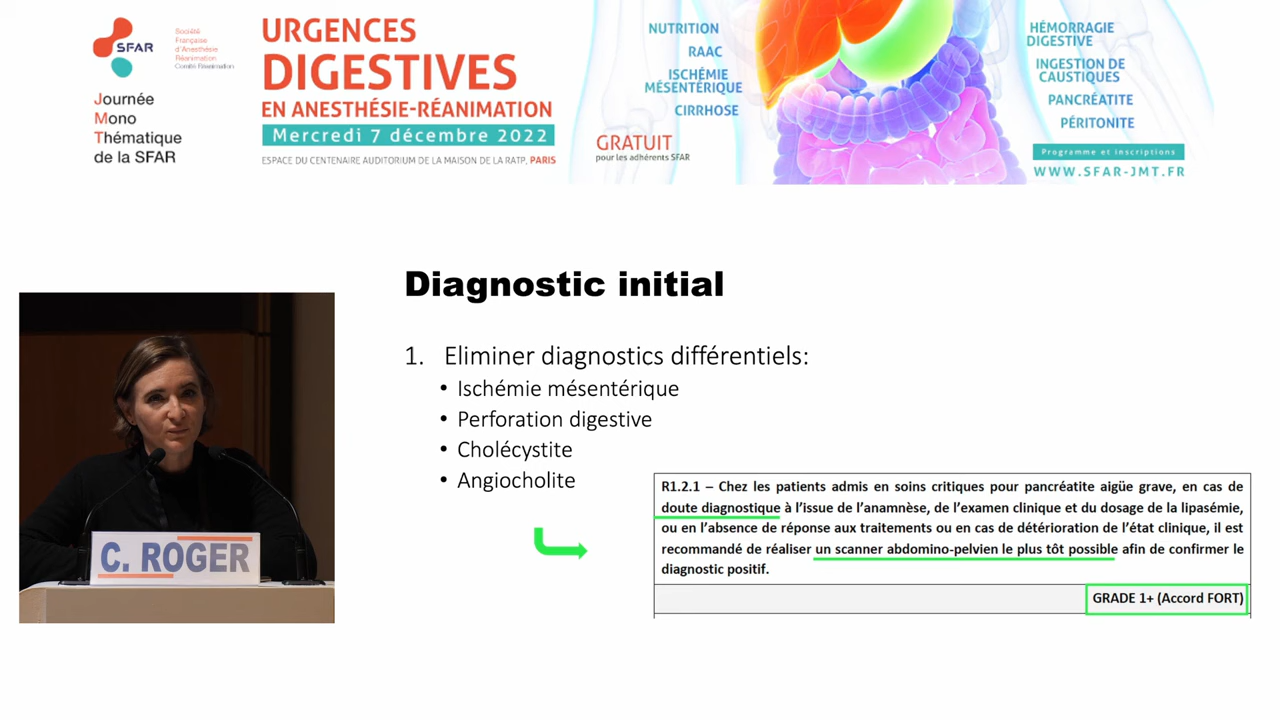 SFAR
Société
Française
d'Anesthésie
Réanimation
Comité Réanimation
Journée
Mono
Thématique
de la SFAR
URGENCES
DIGESTIVES
EN ANESTHÉSIE-RÉANIMATION
Mercredi 7 décembre 2022
ESPACE DU CENTENAIRE AUDITORIUM DE LA MAISON DE LA RATP, PARIS
NUTRITION
RAAC
ISCHÉMIE
MÉSENTÉRIQUE
CIRRHOSE
GRATUIT
pour les adhérents SFAR
HÉMORRAGIE
DIGESTIVE
INGESTION DE
CAUSTIQUES
PANCRÉATITE
PÉRITONITE
Programme et inscriptions
WWW.SFAR-JMT.FR
Diagnostic initial
1. Eliminer diagnostics différentiels:
• Ischémie mésentérique
• Perforation digestive
• Cholécystite
• Angiocholite
R1.2.1 – Chez les patients admis en soins critiques pour pancréatite aigüe grave, en cas de
doute diagnostique à l'issue de l'anamnèse, de l'examen clinique et du dosage de la lipasémie,
ou en l'absence de réponse aux traitements ou en cas de détérioration de l'état clinique, il est
recommandé de réaliser un scanner abdomino-pelvien le plus tôt possible afin de confirmer le
diagnostic positif.
GRADE 1+ (Accord FORT)
C. ROGER